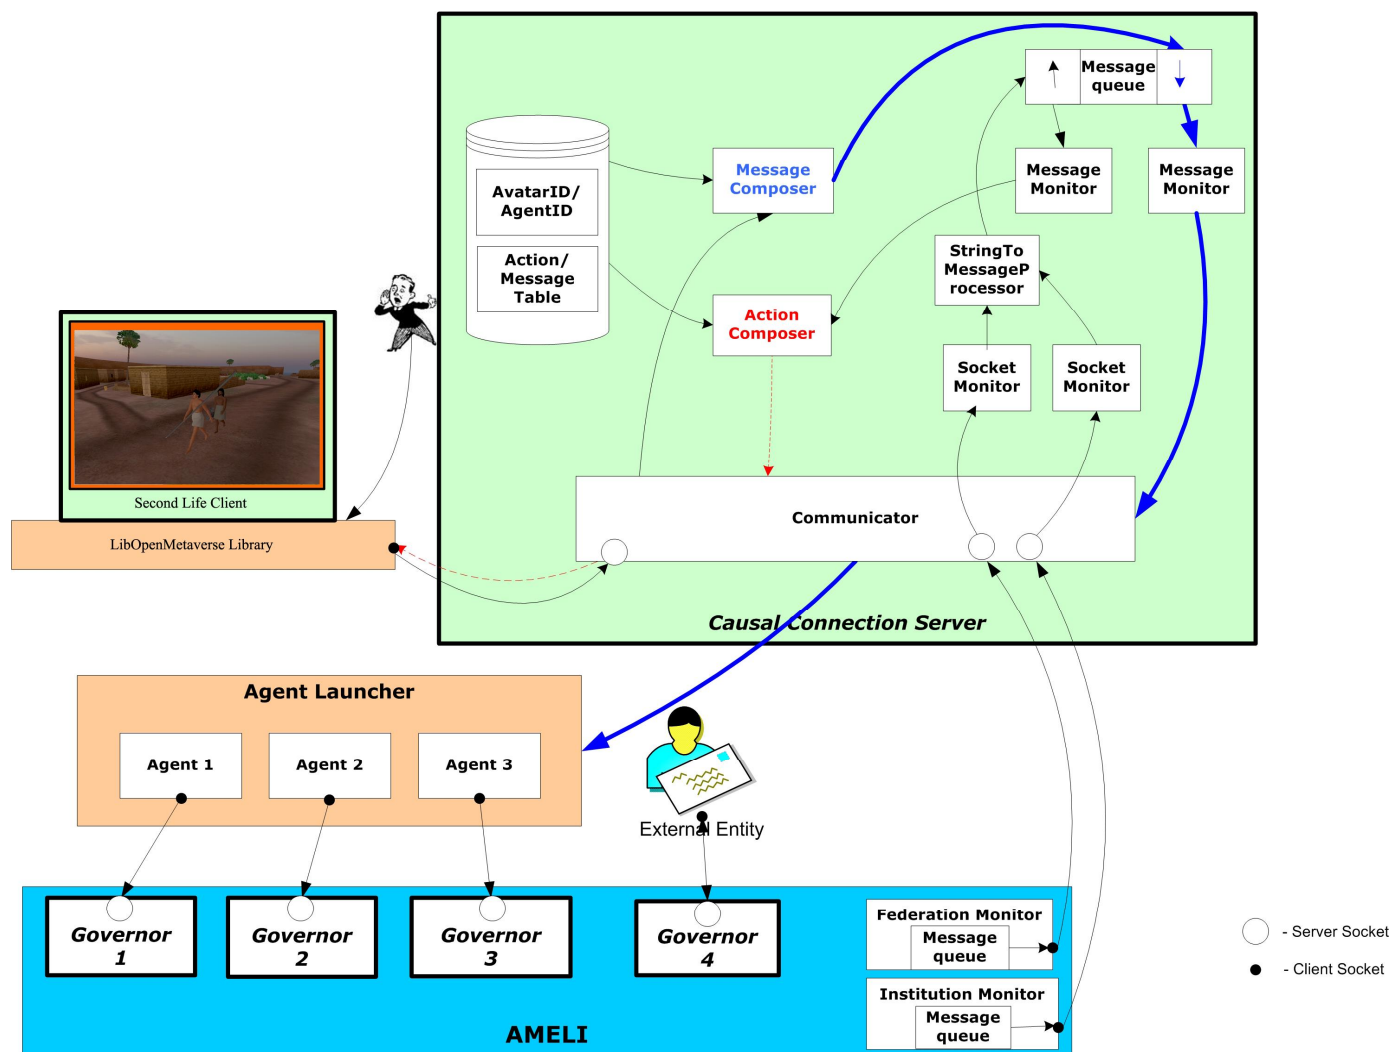 Message
queue
Message
Composer
Message
Monitor
Message
Monitor
AvatarID/
AgentID
Action/
Message
Table
StringTo
MessageP
rocessor
Action
Composer
Socket
Monitor
Socket
Monitor
Second Life Client
LibOpenMetaverse Library
Communicator
Causal Connection Server
Agent Launcher
Agent 1
Agent 2
Agent 3
External Entity
Governor
1
Governor
2
Governor
3
Governor
4
Federation Monitor
Message
queue
Institution Monitor
Message
queue
AMELI
- Server Socket
- Client Socket